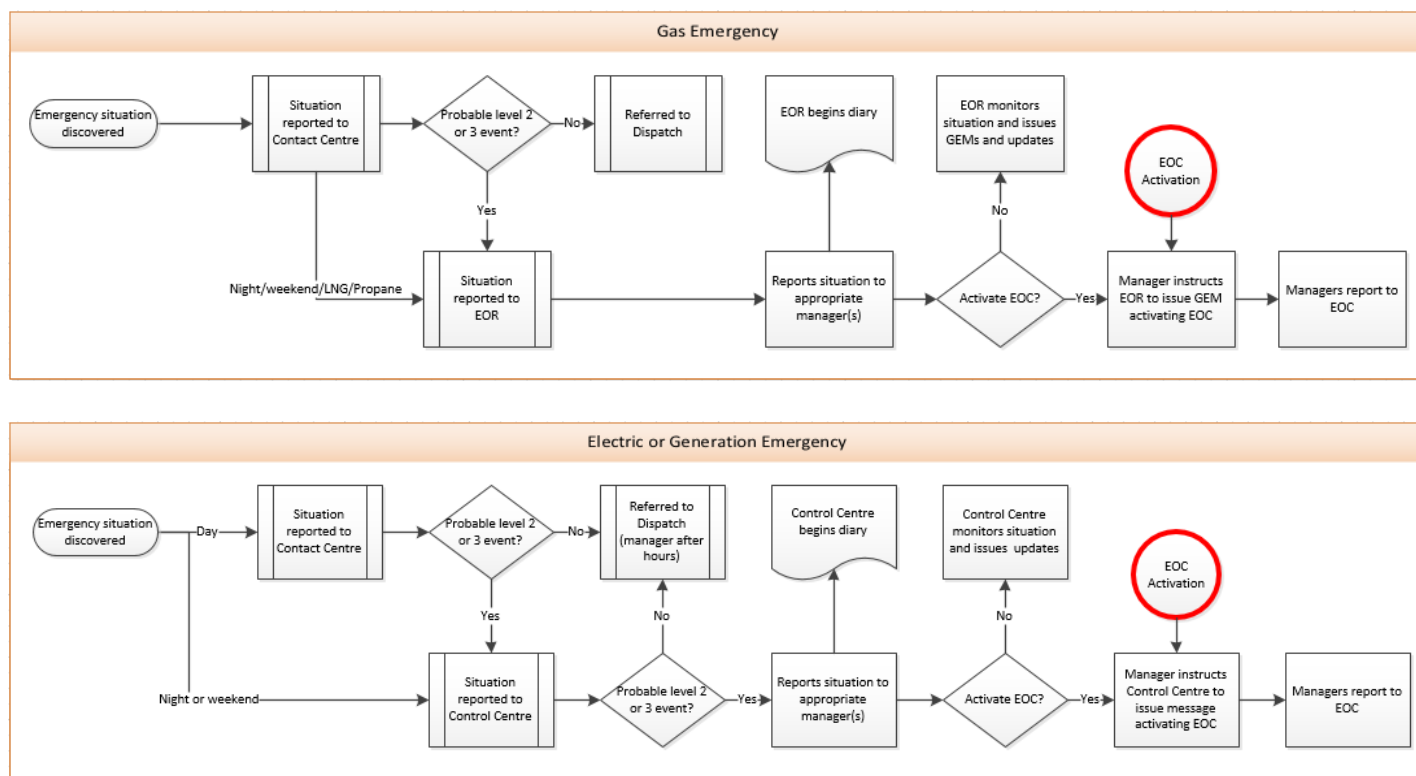 Gas Emergency
Emergency situation
discovered
Situation
reported to
Contact Centre
Probable level 2
or 3 event?
No
Referred to
Dispatch
EOR begins diary
EOR monitors
situation and issues
GEMs and updates
EOC
Activation
Yes
No
Night/weekend/LNG/Propane
Situation
reported to
EOR
Reports situation to
appropriate
manager(s)
Activate EOC?
Yes
Manager instructs
EOR to issue GEM
activating EOC
Managers report to
EOC
Electric or Generation Emergency
Emergency situation
discovered
Day
Situation
reported to
Contact Centre
Probable level 2
or 3 event?
No
Referred to
Dispatch
(manager after
hours)
Control Centre
begins diary
Control Centre
monitors situation
and issues updates
EOC
Activation
Yes
No
No
Night or weekend
Situation
reported to
Control Centre
Probable level 2
or 3 event?
Yes
Reports situation to
appropriate
manager(s)
Activate EOC?
Yes
Manager instructs
Control Centre to
issue message
activating EOC
Managers report to
EOC